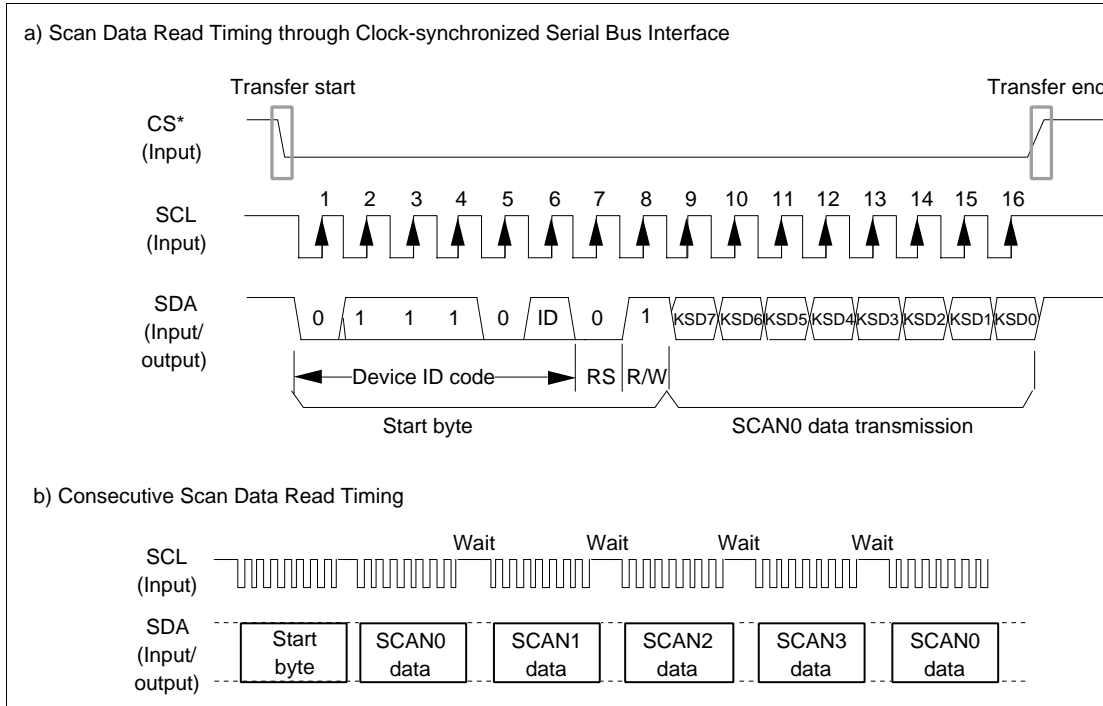 a) Scan Data Read Timing through Clock-synchronized Serial Bus Interface
Transfer start
Transfer end
CS*
(Input)
1 2 3 4 5 6 7 8 9 10 11 12 13 14 15 16
SCL
(Input)
SDA
(Input/
output)
0 1 1 1 0 ID 0 1 KSD7 KSD6 KSD5 KSD4 KSD3 KSD2 KSD1 KSD0
Device ID code RS R/W
Start byte SCAN0 data transmission
b) Consecutive Scan Data Read Timing
Wait Wait Wait Wait
SCL
(Input)
SDA
(Input/
output)
Start
byte
SCAN0
data
SCAN1
data
SCAN2
data
SCAN3
data
SCAN0
data